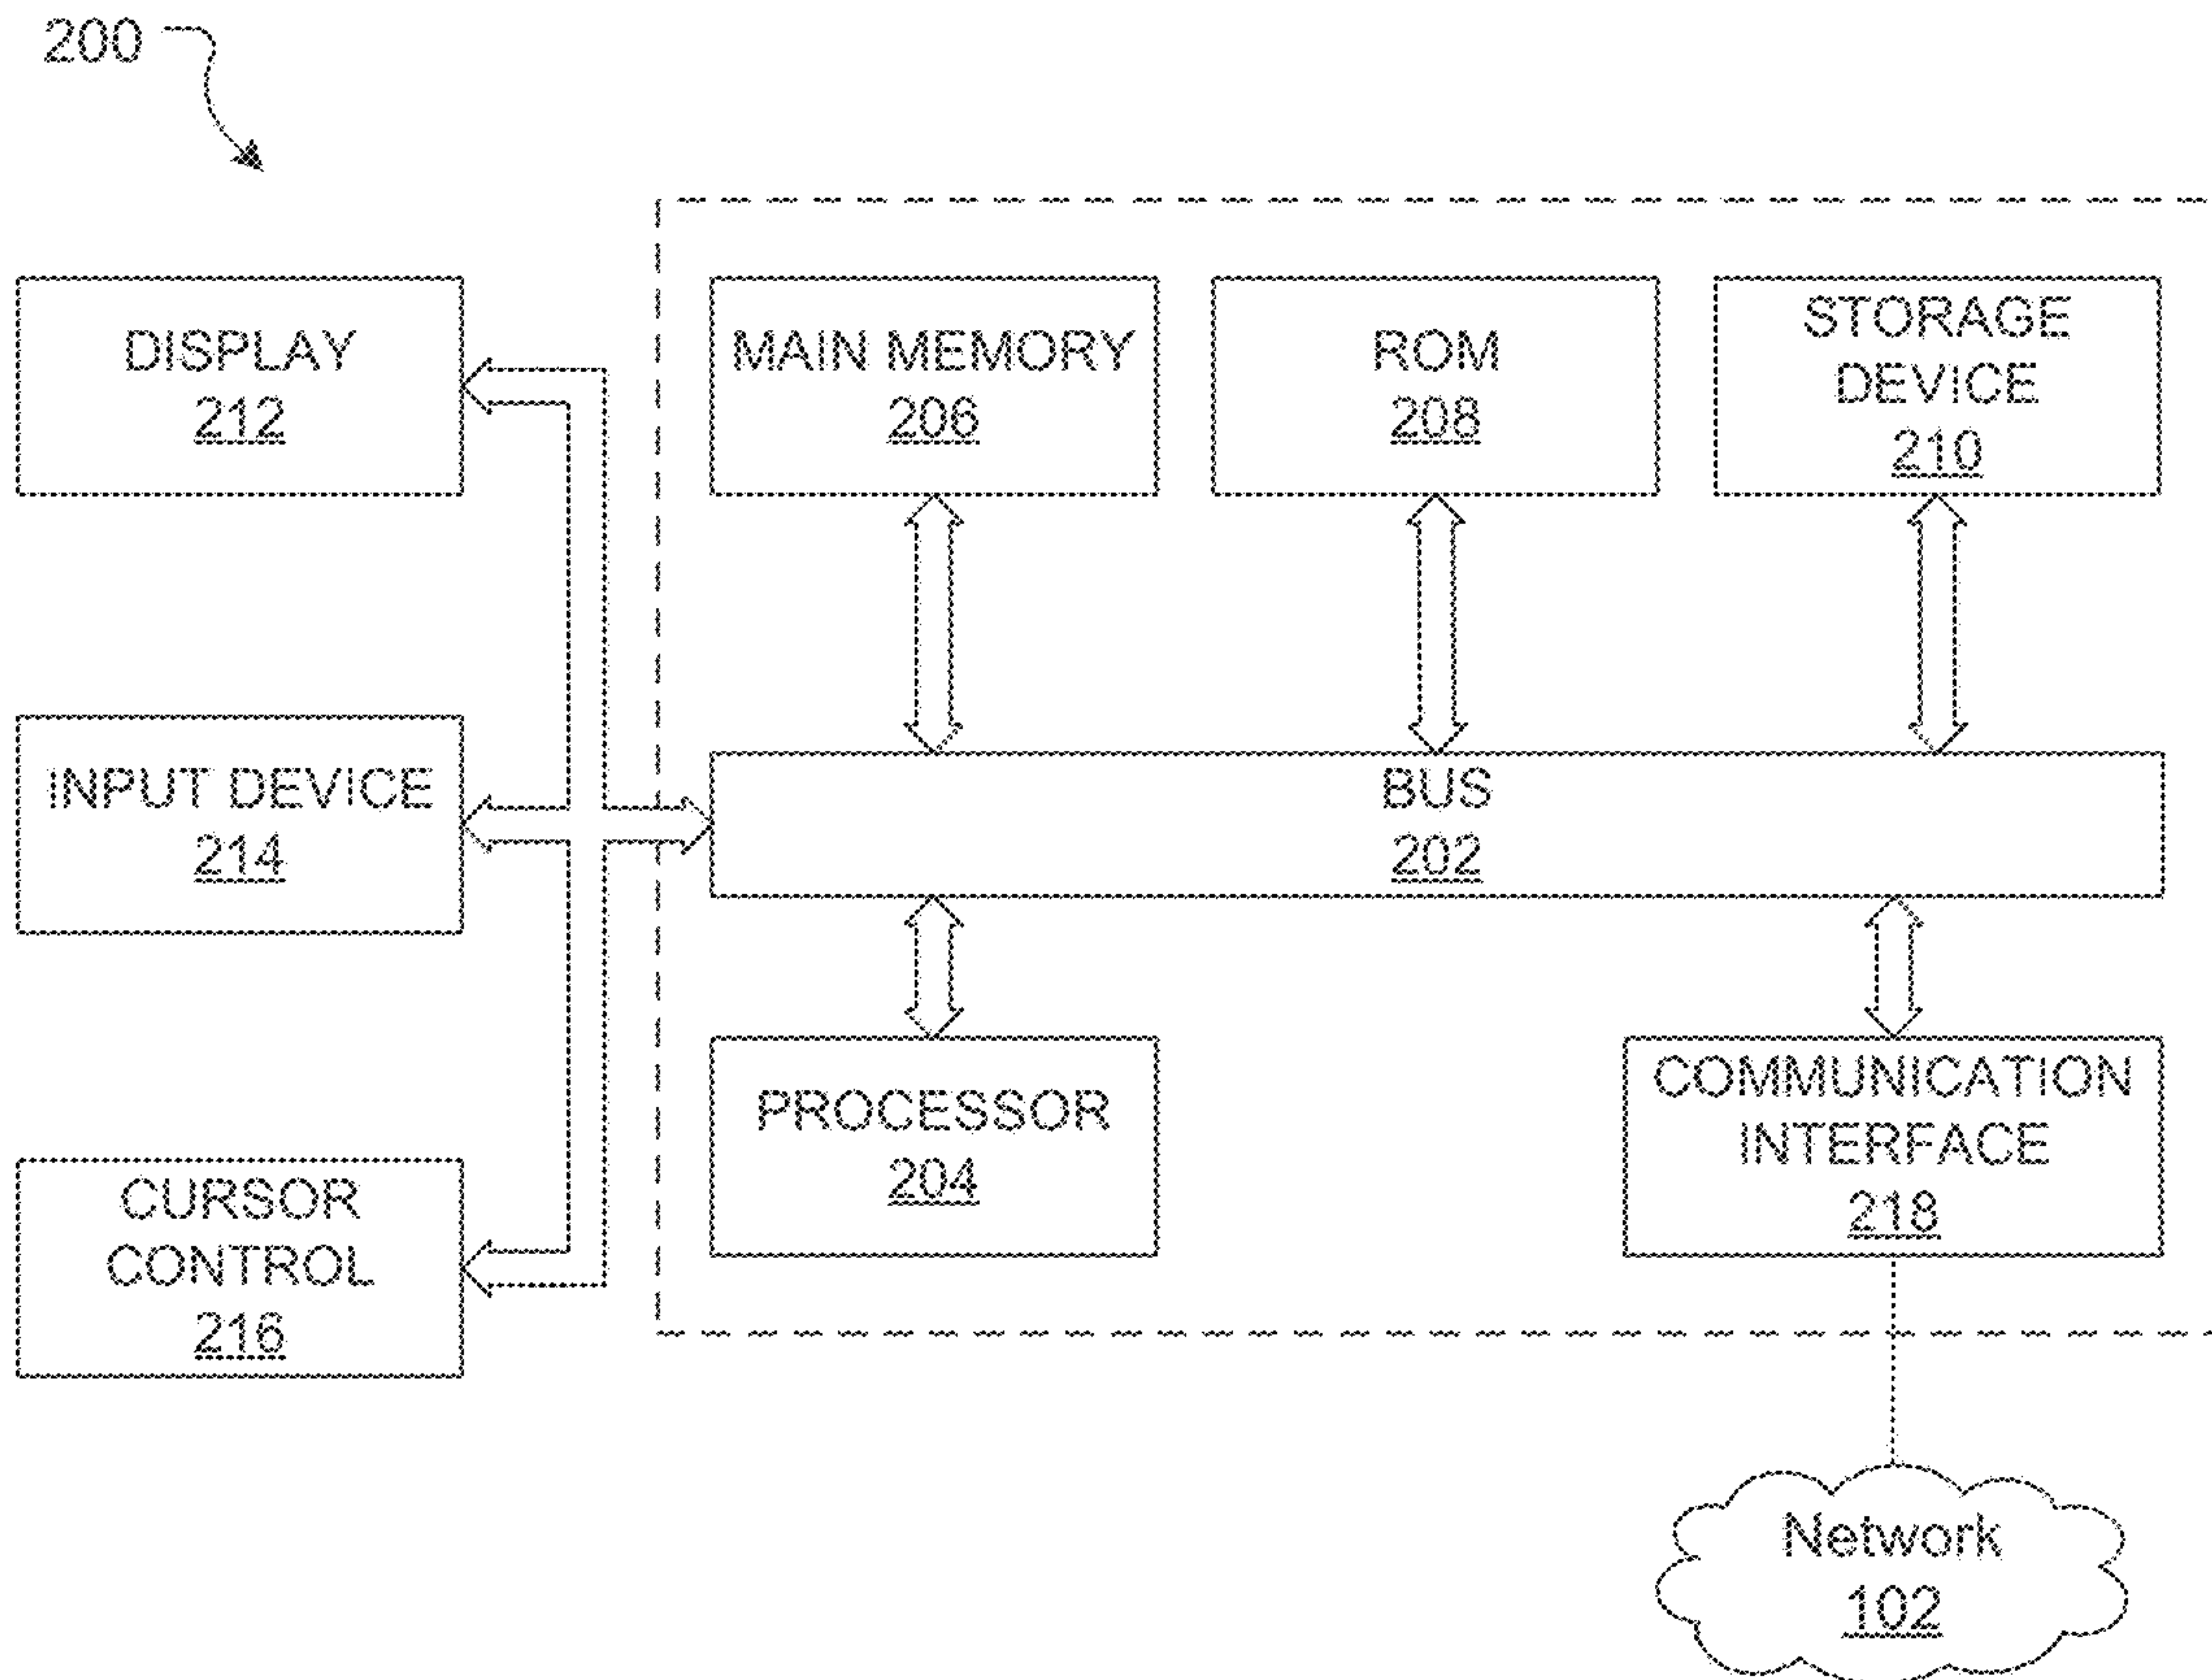 200
DISPLAY
212
MAIN MEMORY
206
ROM
208
STORAGE
DEVICE
210
INPUT DEVICE
214
BUS
202
CURSOR
CONTROL
216
PROCESSOR
204
COMMUNICATION
INTERFACE
218
Network
102